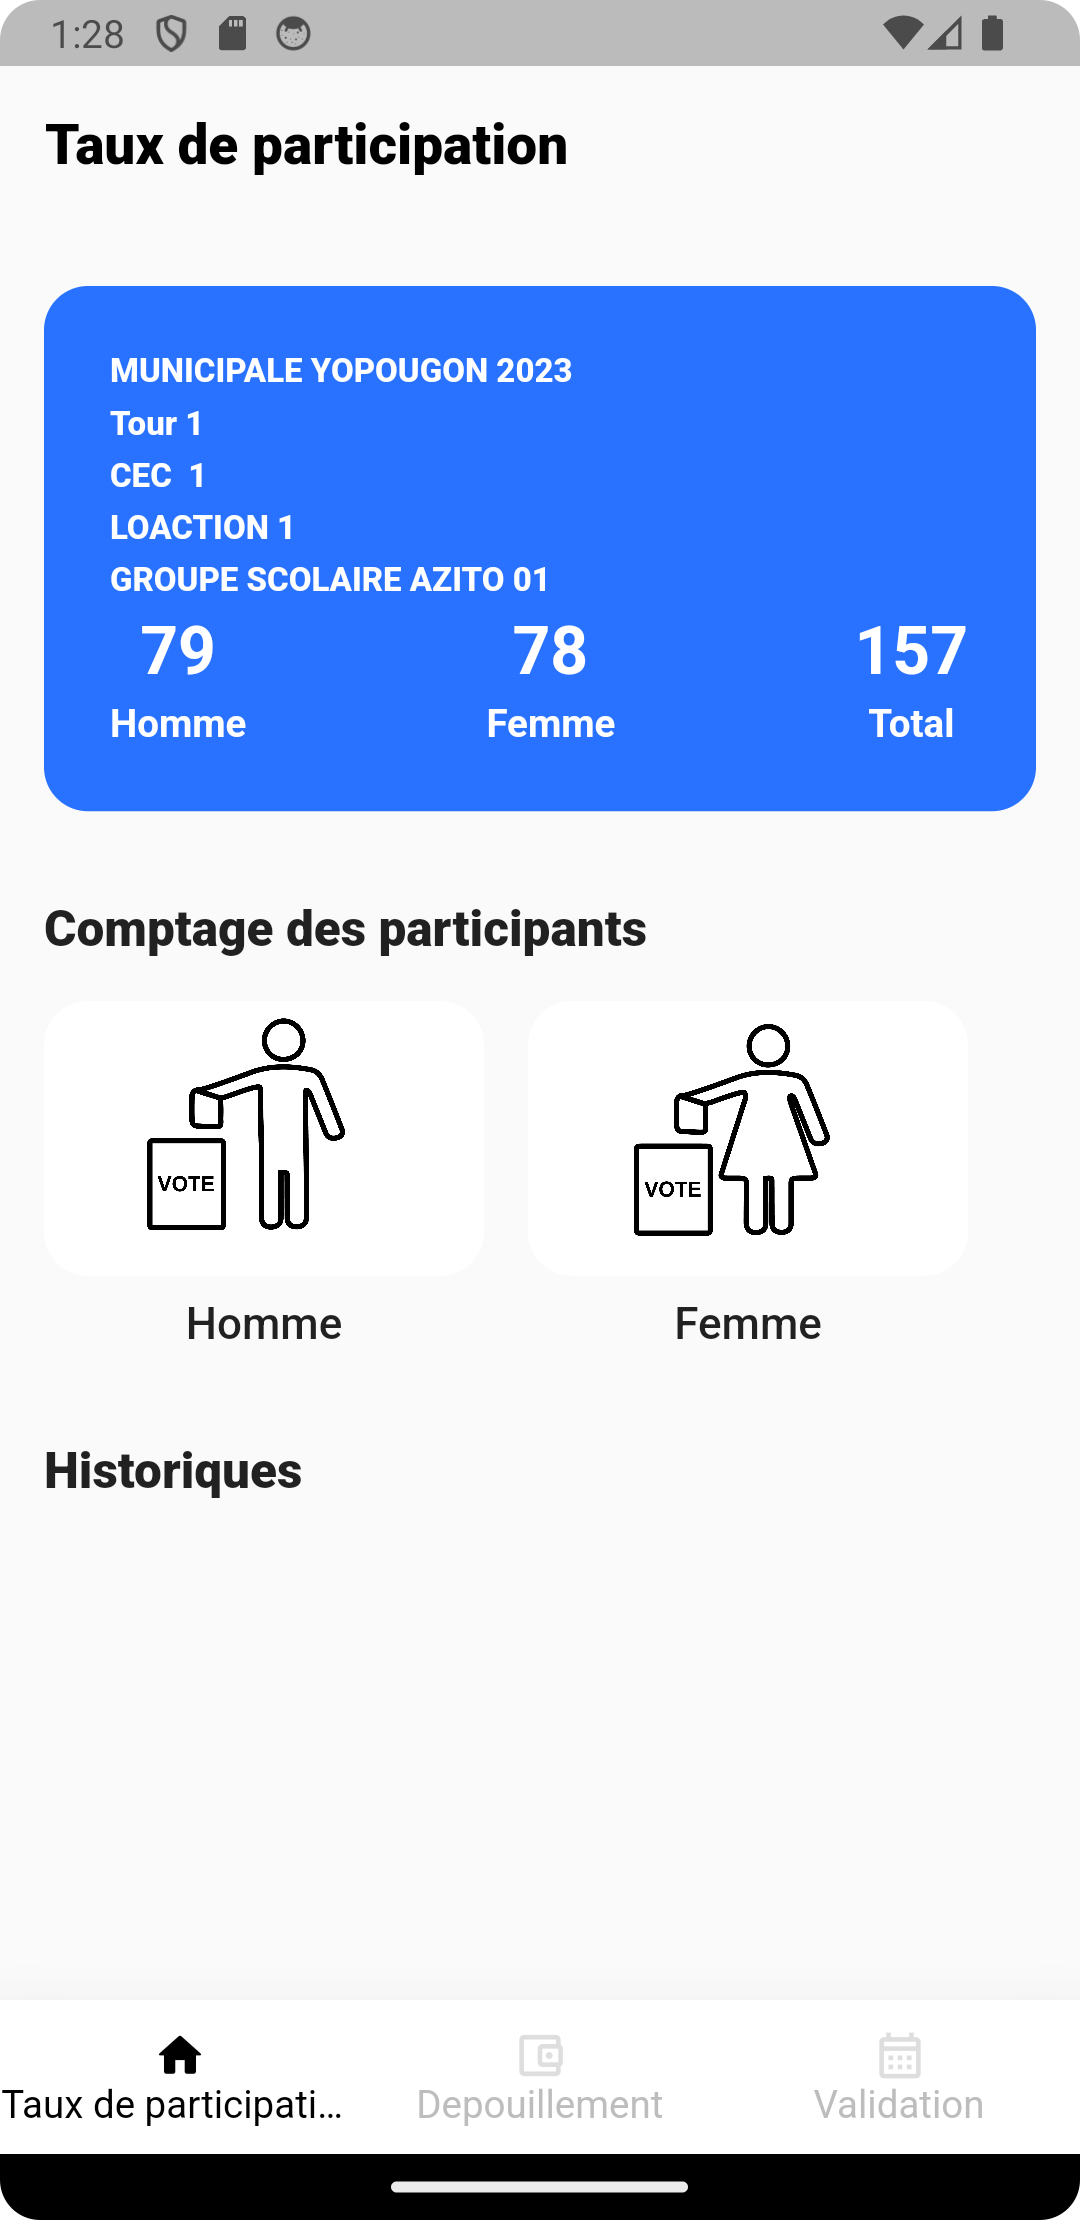 1:28
Taux de participation
MUNICIPALE YOPOUGON 2023
Tour 1
CEC  1
LOACTION 1
GROUPE SCOLAIRE AZITO 01
79 78 157
Homme Femme Total
Comptage des participants
VOTE VOTE
Homme Femme
Historiques
Taux de participati... Depouillement Validation